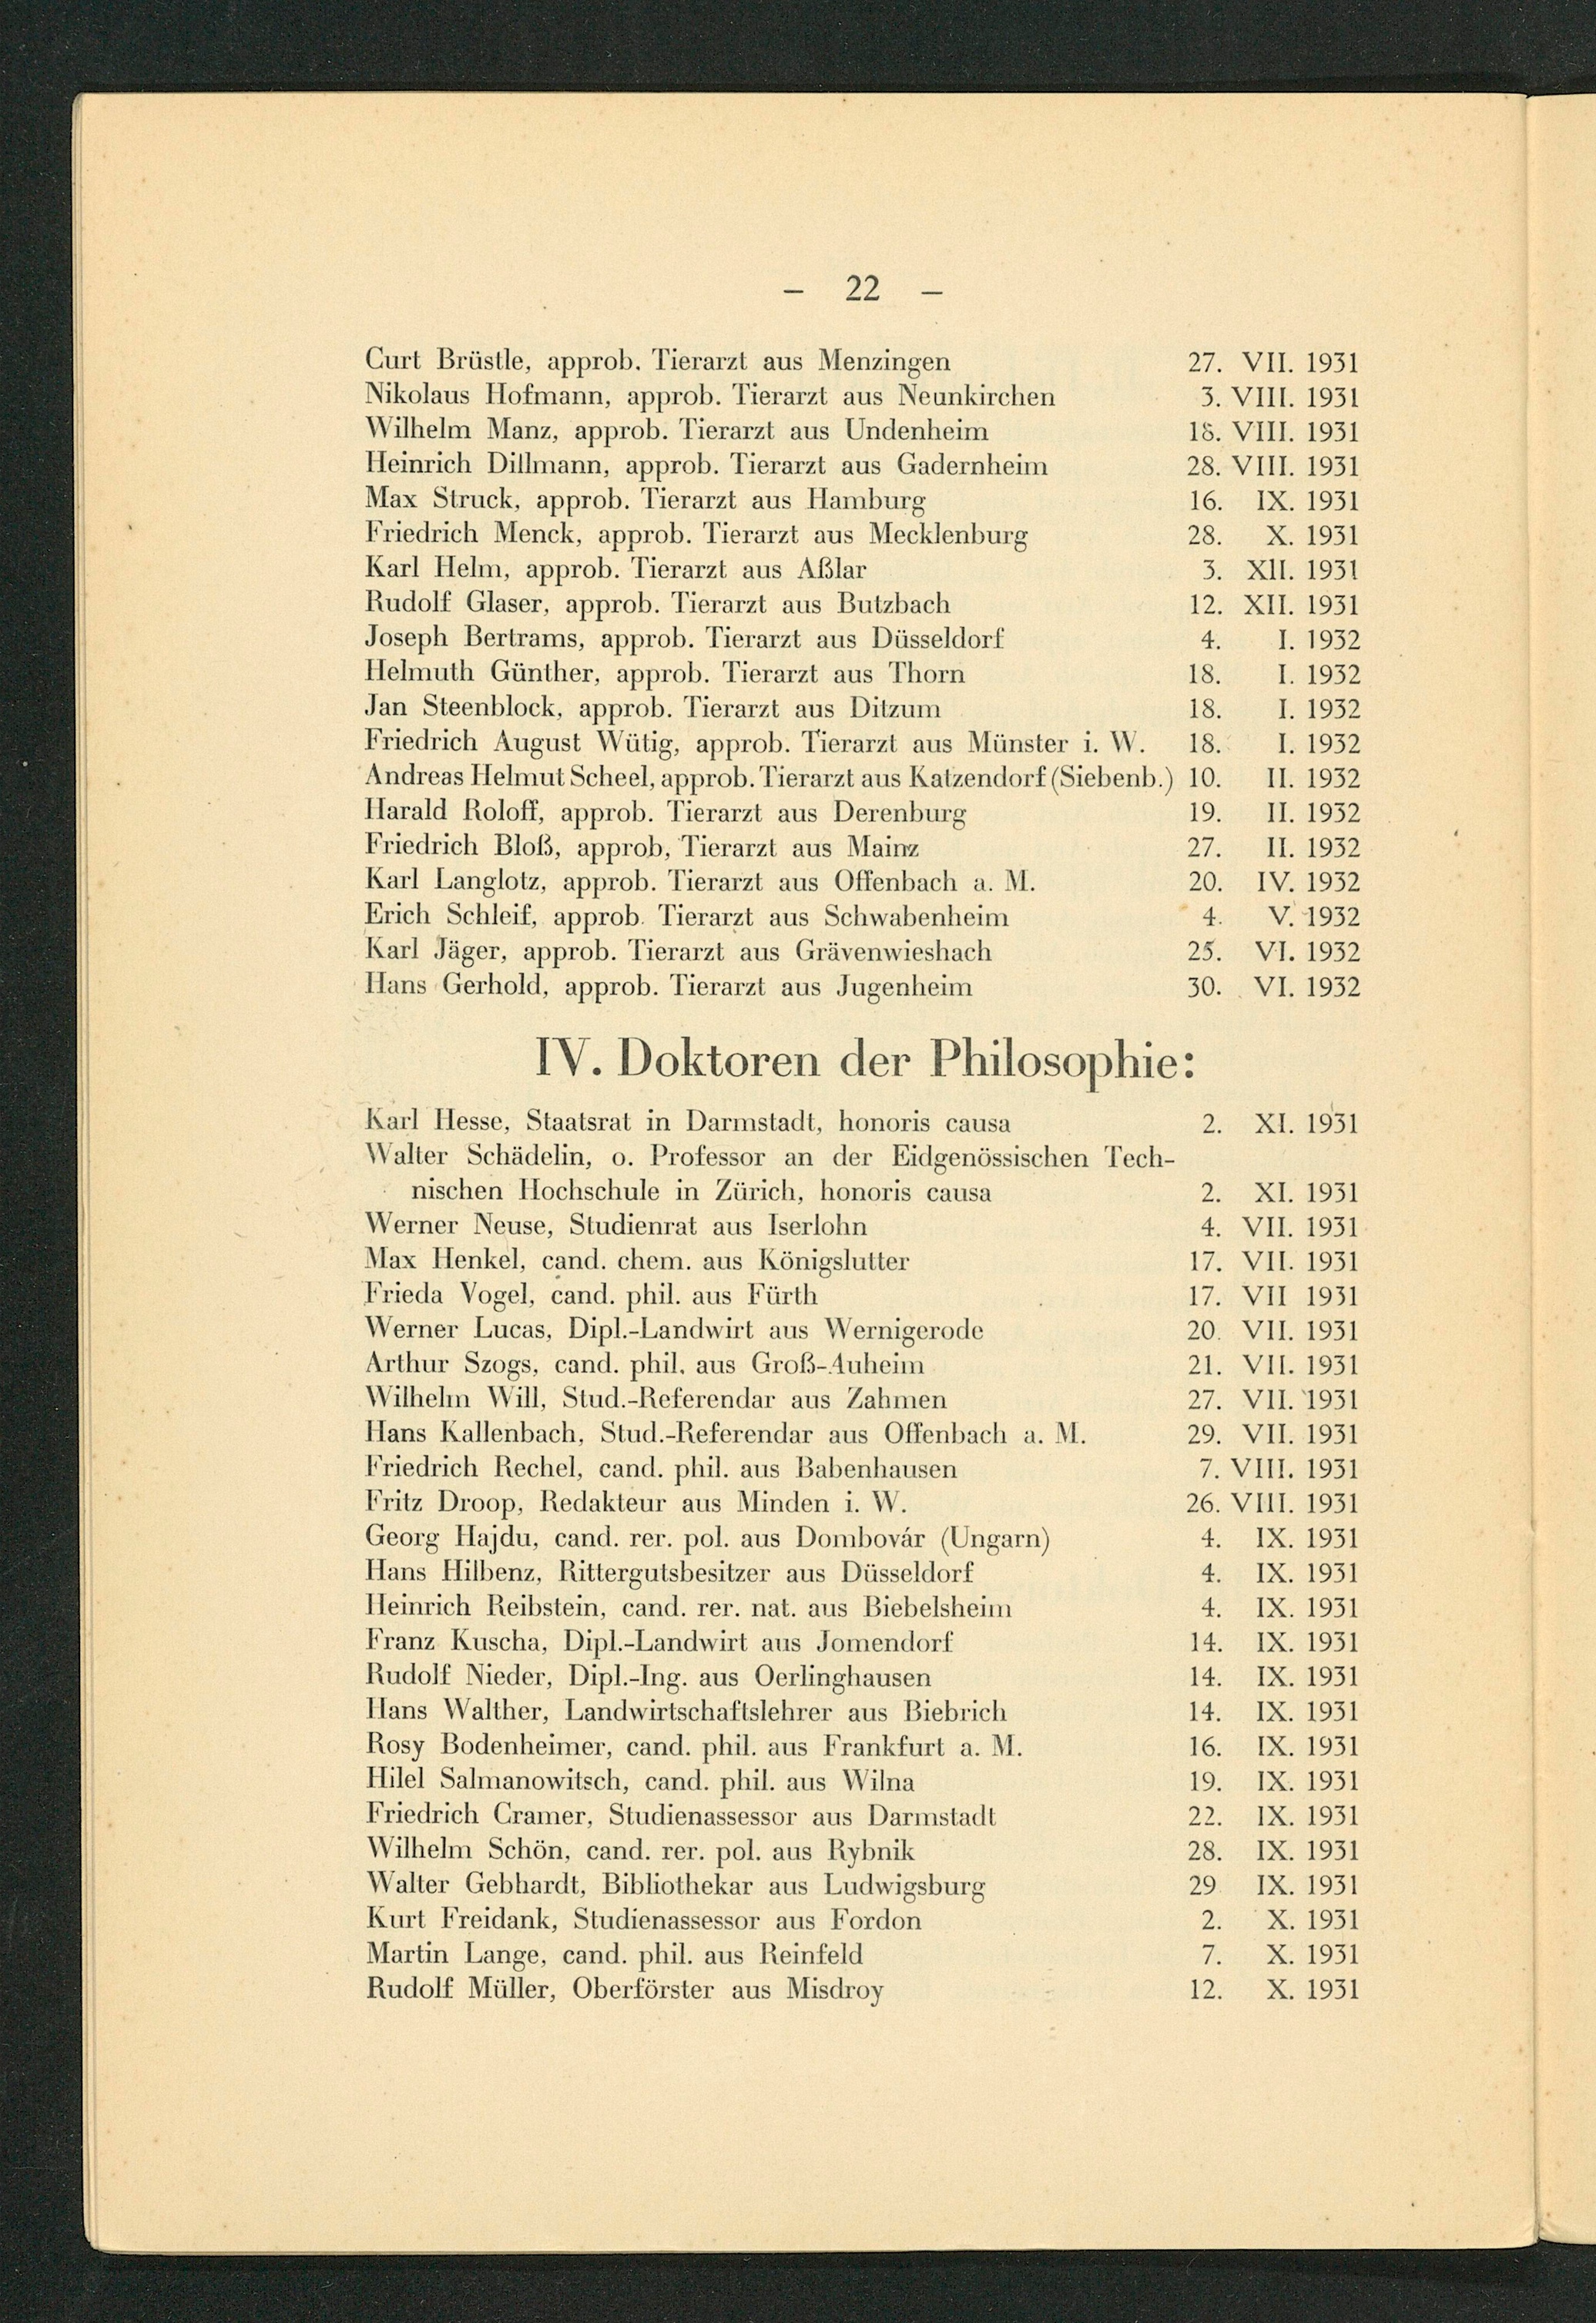 – 22 –
Curt Brüstle, approb. Tierarzt aus Menzingen 27. VII. 1931
Nikolaus Hofmann, approb. Tierarzt aus Neunkirchen 3. VIII. 1931
Wilhelm Manz, approb. Tierarzt aus Undenheim 18. VIII. 1931
Heinrich Dillmann, approb. Tierarzt aus Gadernheim 28. VIII. 1931
Max Struck, approb. Tierarzt aus Hamburg 16. IX. 1931
Friedrich Menck, approb. Tierarzt aus Mecklenburg 28. X. 1931
Karl Helm, approb. Tierarzt aus Aßlar 3. XII. 1931
Rudolf Glaser, approb. Tierarzt aus Butzbach 12. XII. 1931
Joseph Bertrams, approb. Tierarzt aus Düsseldorf 4. I. 1932
Helmuth Günther, approb. Tierarzt aus Thorn 18. I. 1932
Jan Steenblock, approb. Tierarzt aus Ditzum 18. I. 1932
Friedrich August Wütig, approb. Tierarzt aus Münster i. W. 18. I. 1932
Andreas Helmut Scheel, approb. Tierarzt aus Katzendorf (Siebenb.) 10. II. 1932
Harald Roloff, approb. Tierarzt aus Derenburg 19. II. 1932
Friedrich Bloß, approb, Tierarzt aus Mainz 27. II. 1932
Karl Langlotz, approb. Tierarzt aus Offenbach a. M. 20. IV. 1932
Erich Schleif, approb. Tierarzt aus Schwabenheim 4. V. 1932
Karl Jäger, approb. Tierarzt aus Grävenwieshach 25. VI. 1932
Hans Gerhold, approb. Tierarzt aus Jugenheim 30. VI. 1932
IV. Doktoren der Philosophie:
Karl Hesse, Staatsrat in Darmstadt, honoris causa 2. XI. 1931
Walter Schädelin, o. Professor an der Eidgenössischen Tech-
nischen Hochschule in Zürich, honoris causa 2. XI. 1931
Werner Neuse, Studienrat aus Iserlohn 4. VII. 1931
Max Henkel, cand. chem. aus Königslutter 17. VII. 1931
Frieda Vogel, cand. phil. aus Fürth 17. VII 1931
Werner Lucas, Dipl.-Landwirt aus Wernigerode 20. VII. 1931
Arthur Szogs, cand. phil. aus Groß-Auheim 21. VII. 1931
Wilhelm Will, Stud.-Referendar aus Zahmen 27. VII. 1931
Hans Kallenbach, Stud.-Referendar aus Offenbach a. M. 29. VII. 1931
Friedrich Rechel, cand. phil. aus Babenhausen 7. VIII. 1931
Fritz Droop, Redakteur aus Minden i. W. 26. VIII. 1931
Georg Hajdu, cand. rer. pol. aus Dombovár (Ungarn) 4. IX. 1931
Hans Hilbenz, Rittergutsbesitzer aus Düsseldorf 4. IX. 1931
Heinrich Reibstein, cand. rer. nat. aus Biebelsheim 4. IX. 1931
Franz Kuscha, Dipl.-Landwirt aus Jomendorf 14. IX. 1931
Rudolf Nieder, Dipl.-Ing. aus Oerlinghausen 14. IX. 1931
Hans Walther, Landwirtschaftslehrer aus Biebrich 14. IX. 1931
Rosy Bodenheimer, cand. phil. aus Frankfurt a. M. 16. IX. 1931
Hilel Salmanowitsch, cand. phil. aus Wilna 19. IX. 1931
Friedrich Cramer, Studienassessor aus Darmstadt 22. IX. 1931
Wilhelm Schön, cand. rer. pol. aus Rybnik 28. IX. 1931
Walter Gebhardt, Bibliothekar aus Ludwigsburg 29 IX. 1931
Kurt Freidank, Studienassessor aus Fordon 2. X. 1931
Martin Lange, cand. phil. aus Reinfeld 7. X. 1931
Rudolf Müller, Oberförster aus Misdroy 12. X. 1931